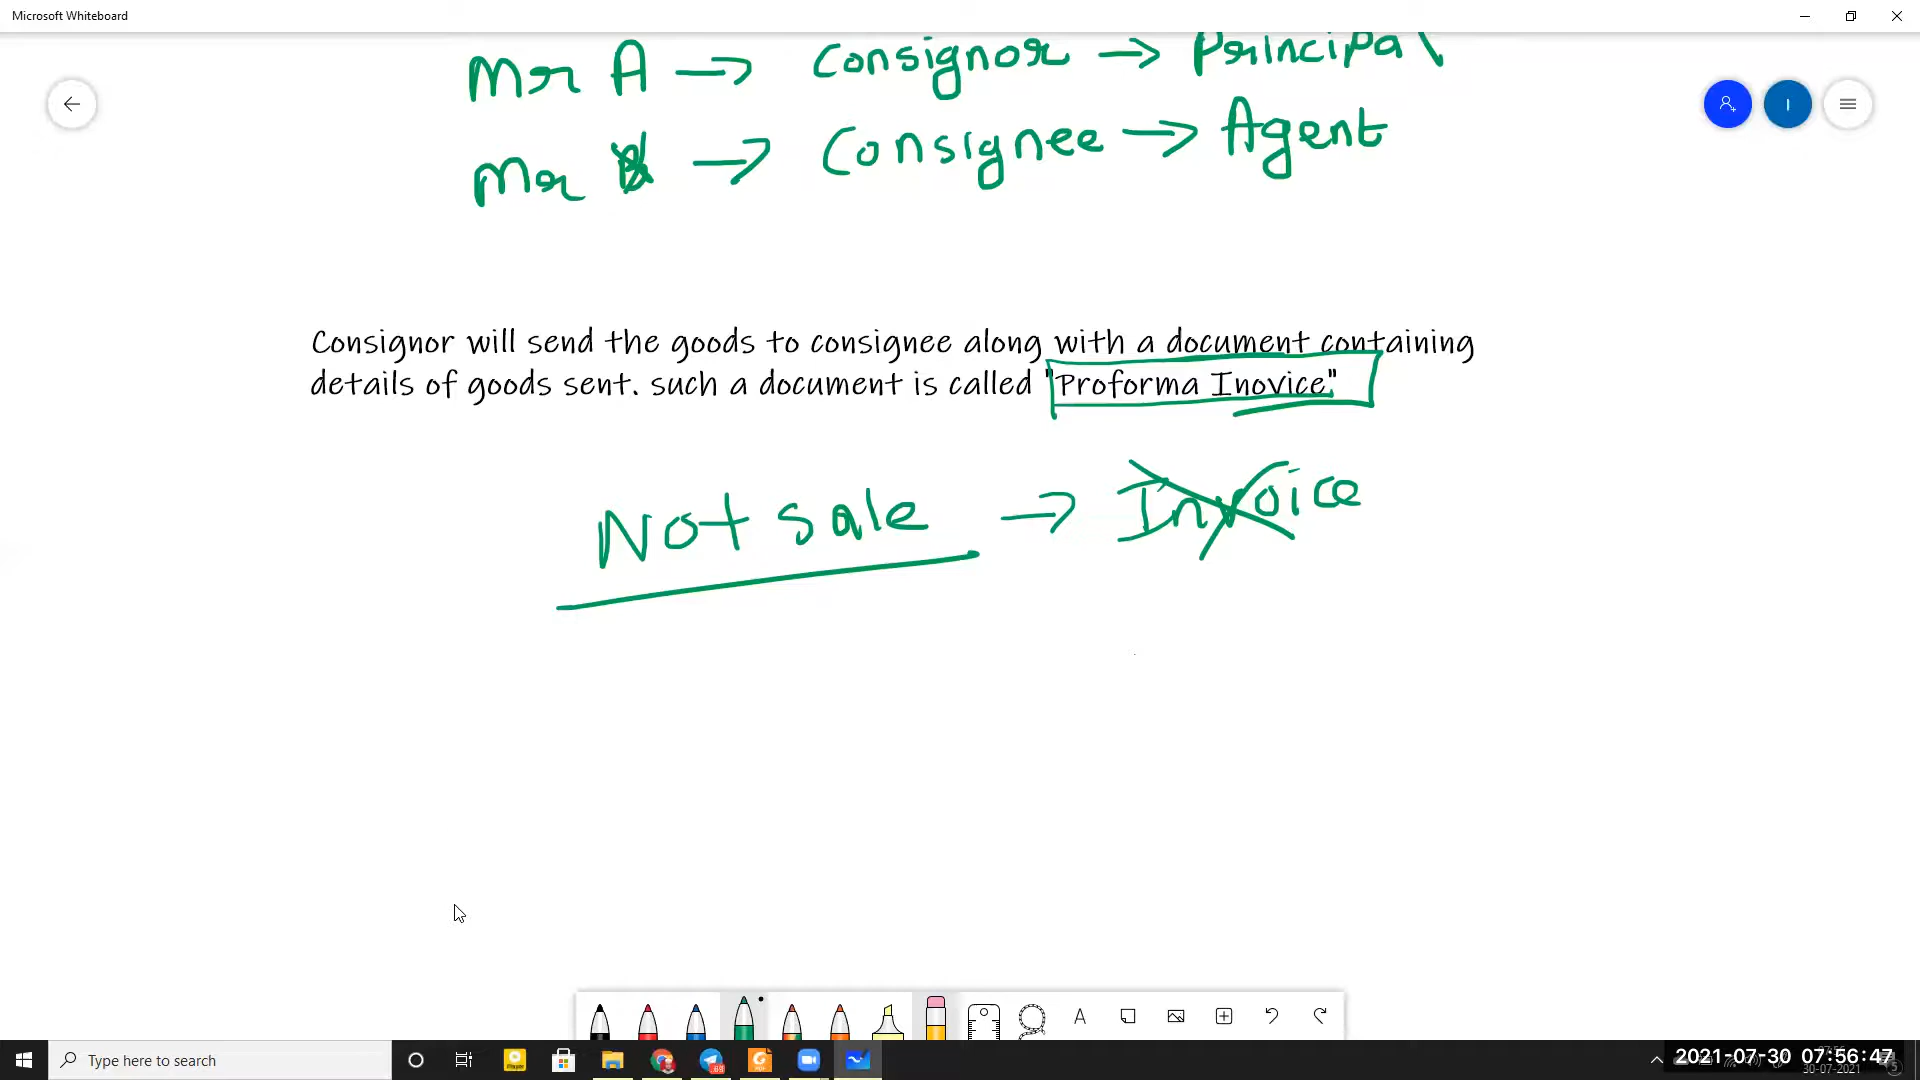 Microsoft Whiteboard
Mr A → Consignor → Principal
Mr → Consignee → Agent
Consignor will send the goods to consignee along with a document containing
details of goods sent. such a document is called "Proforma Inovice"
Not sale → Invoice
Type here to search
2021-07-30 07:56:47
30-07-2021